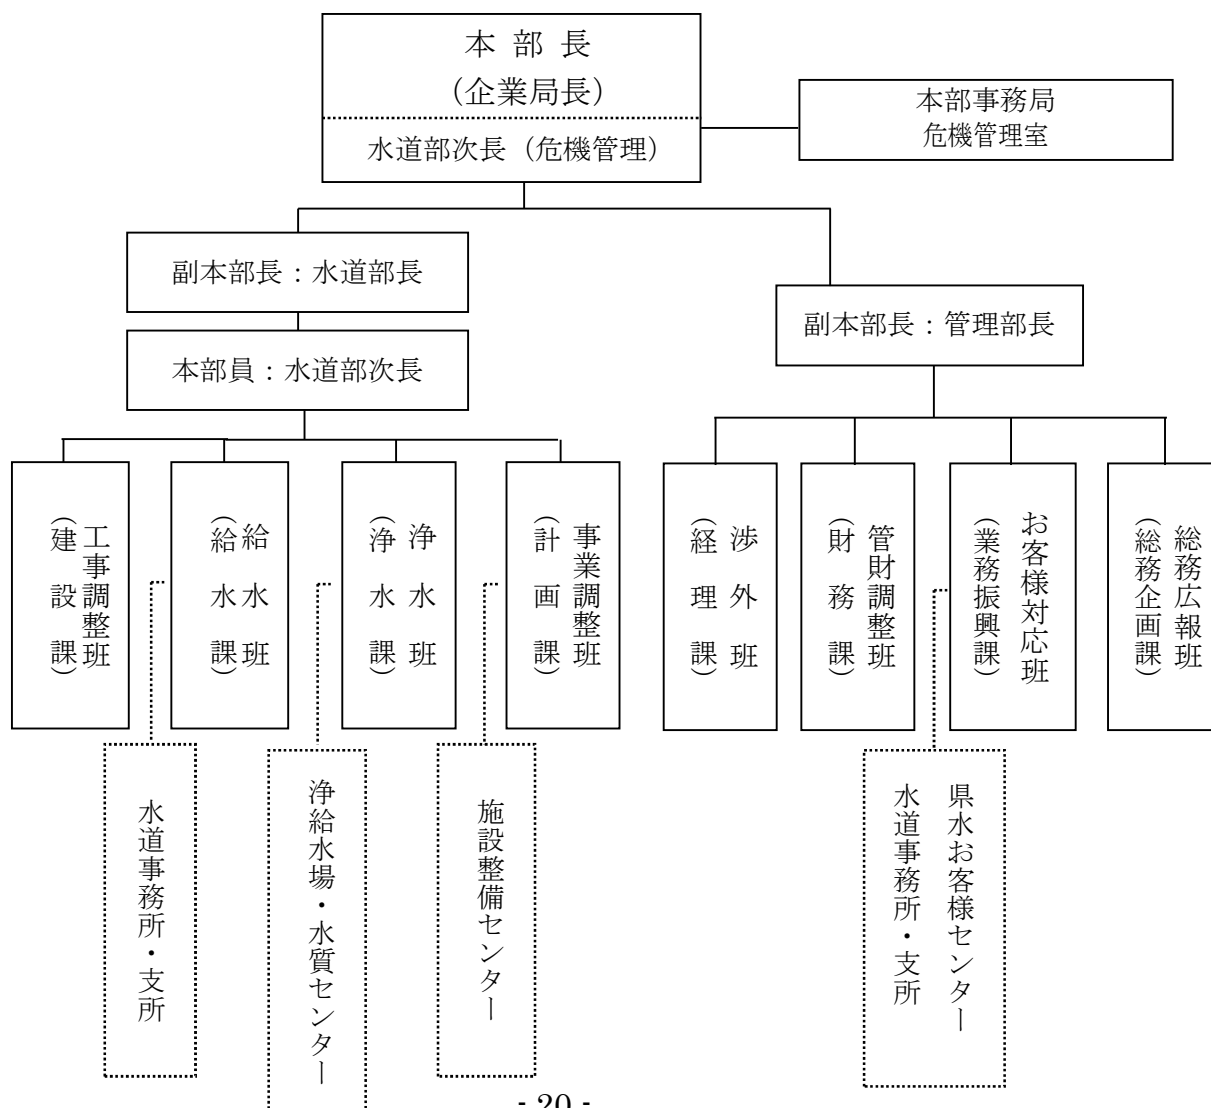 本部長
(企業局長)
水道部次長(危機管理)
本部事務局
危機管理室
副本部長:水道部長
本部員:水道部次長
副本部長:管理部長
工事調整班
(建設課)
給水班
(給水課)
浄水班
(浄水課)
事業調整班
(計画課)
渉外班
(経理課)
管財調整班
(財務課)
お客様対応班
(業務振興課)
総務広報班
(総務企画課)
水道事務所・支所
浄給水場・水質センター
施設整備センター
県水お客様センター
水道事務所・支所
- 20 -